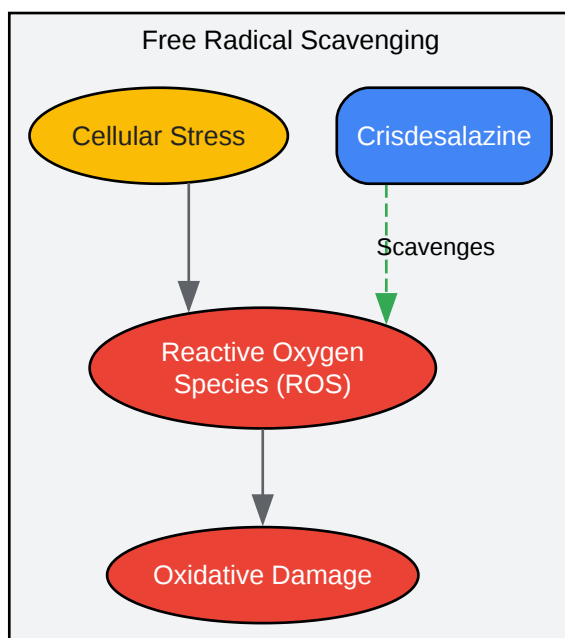 Free Radical Scavenging
Cellular Stress
Crisdesalazine
Scavenges
Reactive Oxygen
Species (ROS)
Oxidative Damage